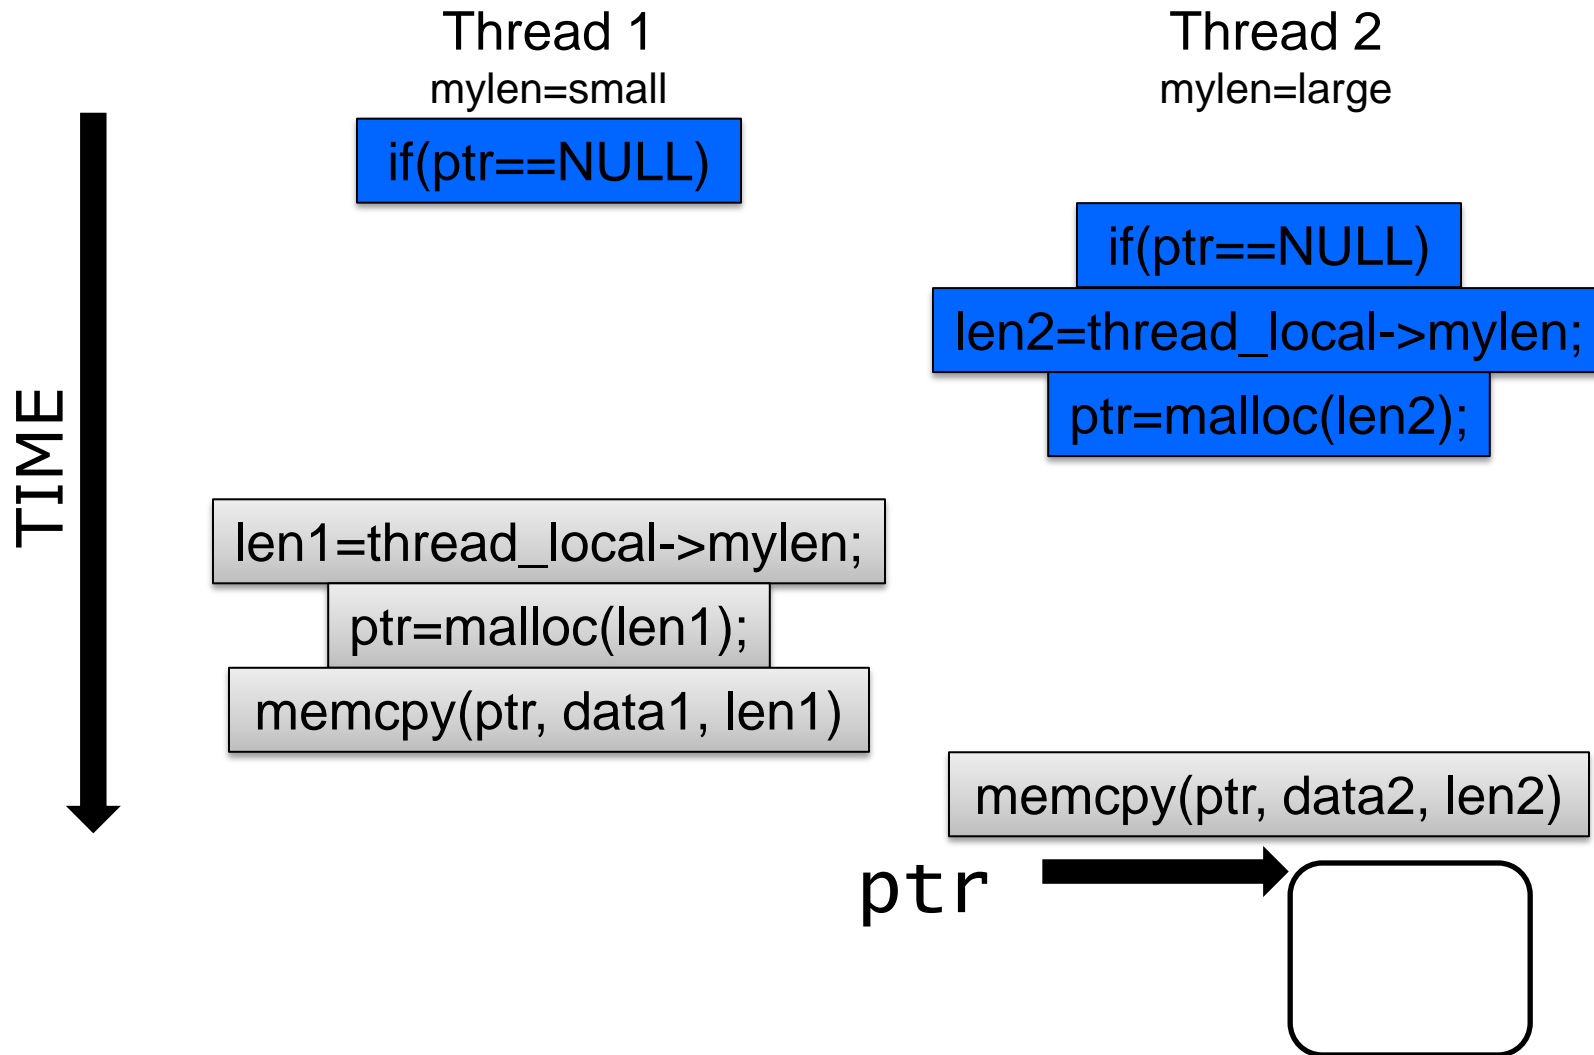 Thread 1
mylen=small
Thread 2
mylen=large
if(ptr==NULL)
if(ptr==NULL)
len2=thread_local->mylen;
ptr=malloc(len2);
TIME
len1=thread_local->mylen;
ptr=malloc(len1);
memcpy(ptr, data1, len1)
memcpy(ptr, data2, len2)
ptr